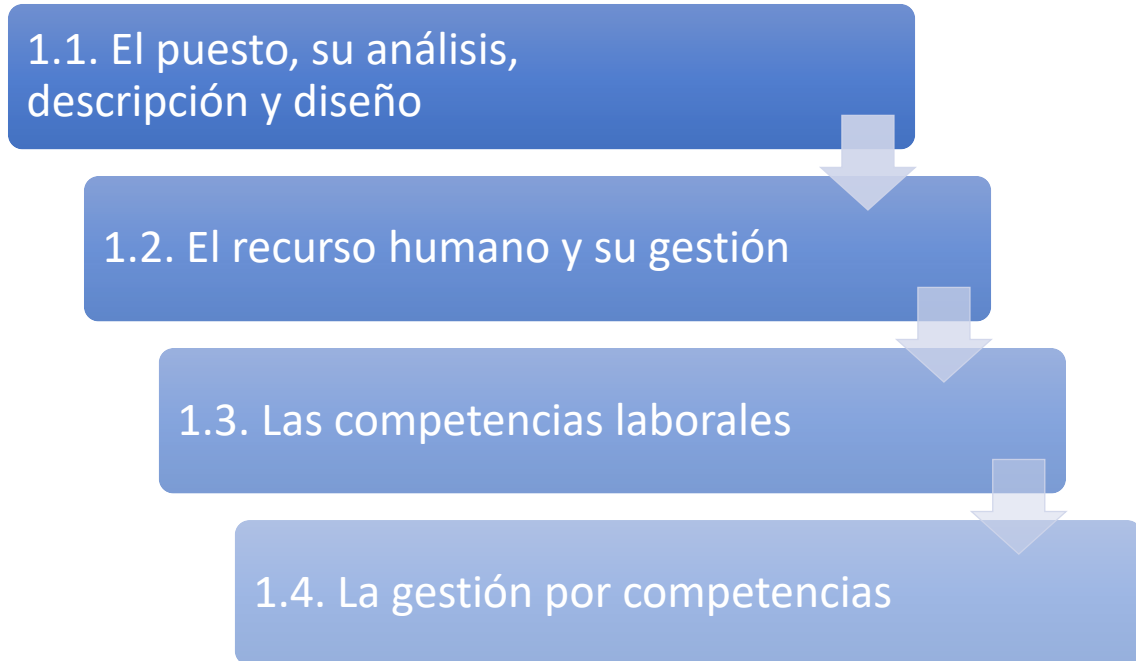 1.1. El puesto, su análisis,
descripción y diseño
1.2. El recurso humano y su gestión
1.3. Las competencias laborales
1.4. La gestión por competencias